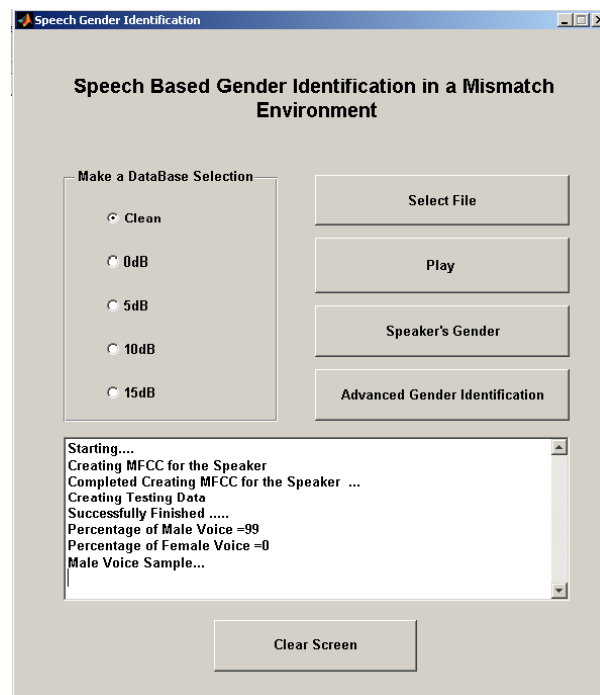 Speech Gender Identification
Speech Based Gender Identification in a Mismatch
Environment
Make a DataBase Selection
Clean
0dB
5dB
10dB
15dB
Select File
Play
Speaker's Gender
Advanced Gender Identification
Starting....
Creating MFCC for the Speaker
Completed Creating MFCC for the Speaker ...
Creating Testing Data
Successfully Finished .....
Percentage of Male Voice =99
Percentage of Female Voice =0
Male Voice Sample...
Clear Screen